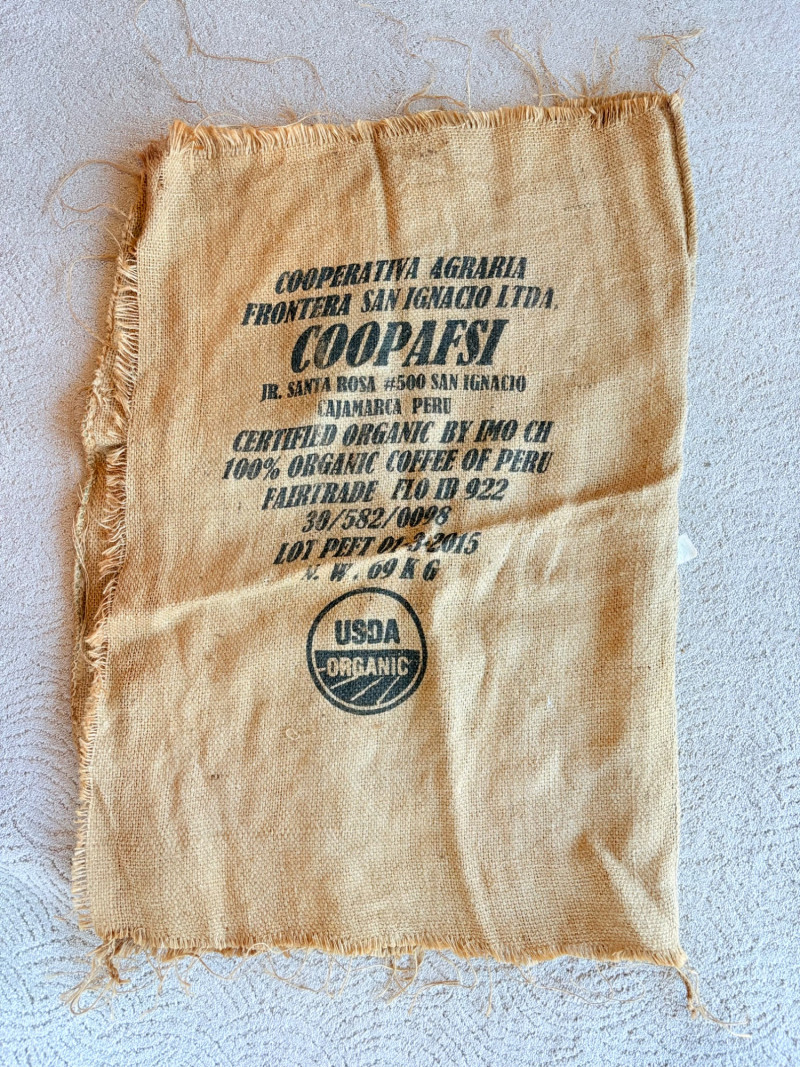 COOPERATIVA AGRARIA
FRONTERA SAN IGNACIO LTDA.
COOPAFSI
JR. SANTA ROSA #500 SAN IGNACIO
CAJAMARCA PERU
CERTIFIED ORGANIC BY IMO CH
100% ORGANIC COFFEE OF PERU
FAIRTRADE FLO ID 922
30/582/0098
LOT PEFT 01-3-2015
N. W. 69 K G
USDA
ORGANIC